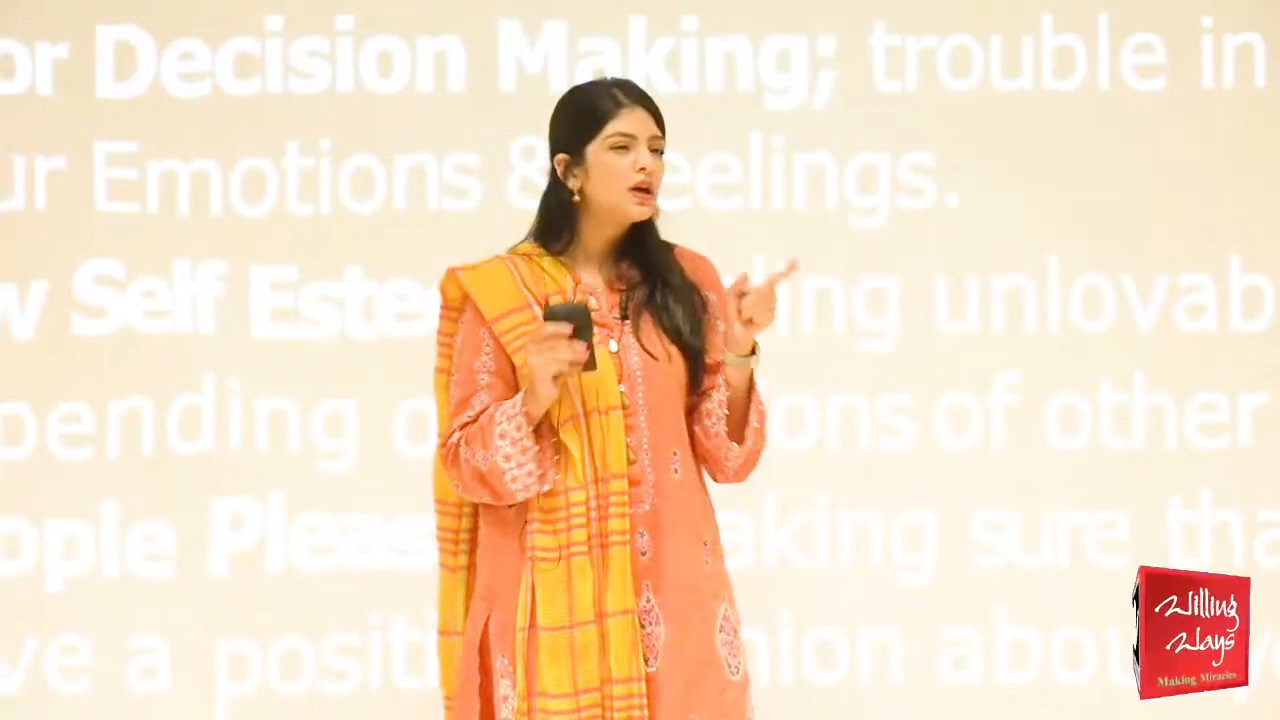 or Decision Making; trouble in
ur Emotions & eelings.
w Self Estee ing unlovab
pending o ons of other
ople Pleas aking sure tha
ve a positi nion abou
Willing
Ways
Making Miracles